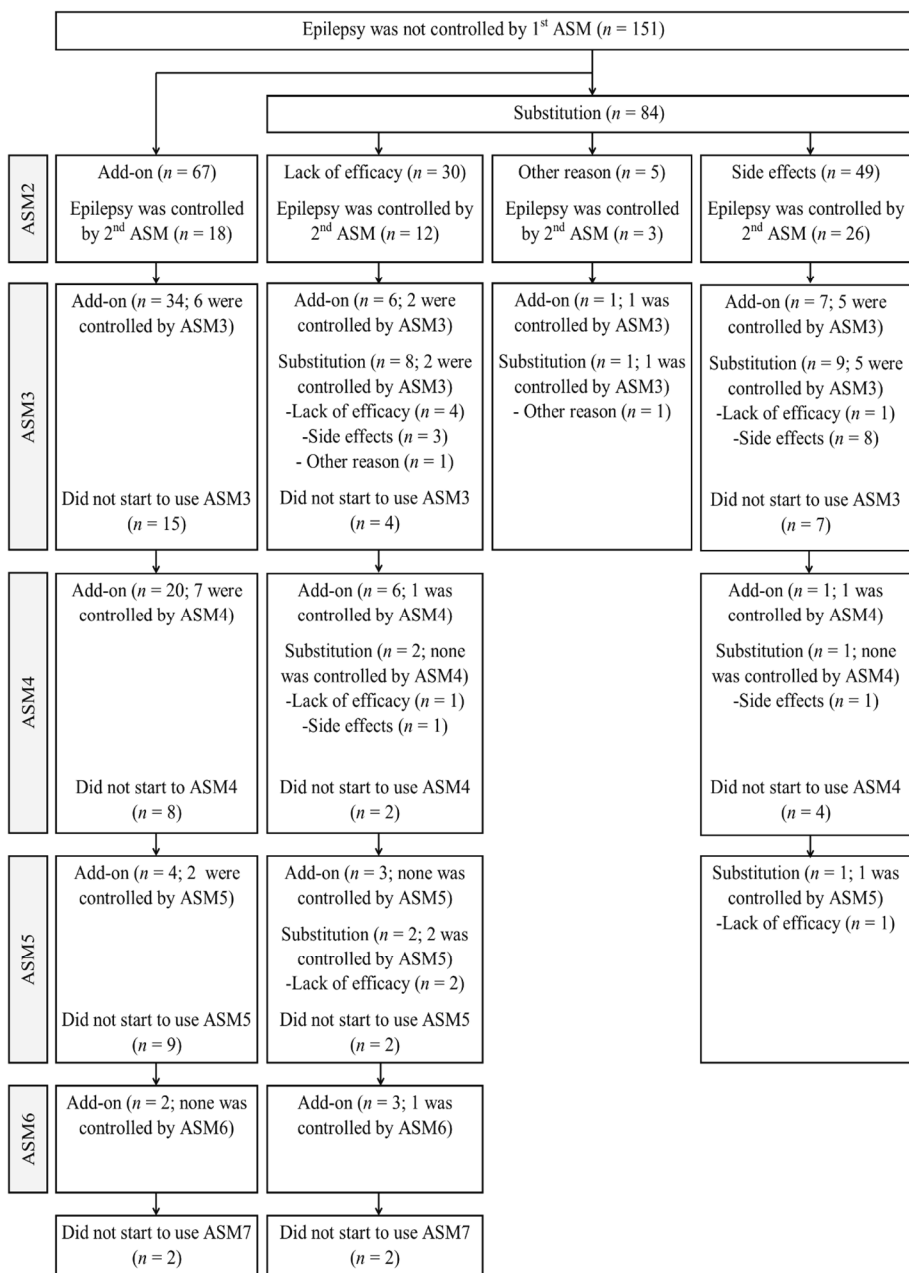 Epilepsy was not controlled by 1st ASM (n = 151)
Substitution (n = 84)
ASM2
Add-on (n = 67)
Epilepsy was controlled
by 2nd ASM (n = 18)
Lack of efficacy (n = 30)
Epilepsy was controlled by
2nd ASM (n = 12)
Other reason (n = 5)
Epilepsy was controlled
by 2nd ASM (n = 3)
Side effects (n = 49)
Epilepsy was controlled by
2nd ASM (n = 26)
ASM3
Add-on (n = 34; 6 were
controlled by ASM3)
Did not start to use ASM3
(n = 15)
Add-on (n = 6; 2 were
controlled by ASM3)
Substitution (n = 8; 2 were
controlled by ASM3)
-Lack of efficacy (n = 4)
-Side effects (n = 3)
- Other reason (n = 1)
Did not start to use ASM3
(n = 4)
Add-on (n = 1; 1 was
controlled by ASM3)
Substitution (n = 1; 1 was
controlled by ASM3)
- Other reason (n = 1)
Add-on (n = 7; 5 were
controlled by ASM3)
Substitution (n = 9; 5 were
controlled by ASM3)
-Lack of efficacy (n = 1)
-Side effects (n = 8)
Did not start to use ASM3
(n = 7)
ASM4
Add-on (n = 20; 7 were
controlled by ASM4)
Did not start to ASM4
(n = 8)
Add-on (n = 6; 1 was
controlled by ASM4)
Substitution (n = 2; none
was controlled by ASM4)
-Lack of efficacy (n = 1)
-Side effects (n = 1)
Did not start to use ASM4
(n = 2)
Add-on (n = 1; 1 was
controlled by ASM4)
Substitution (n = 1; none
was controlled by ASM4)
-Side effects (n = 1)
Did not start to use ASM4
(n = 4)
ASM5
Add-on (n = 4; 2 were
controlled by ASM5)
Did not start to use ASM5
(n = 9)
Add-on (n = 3; none was
controlled by ASM5)
Substitution (n = 2; 2 was
controlled by ASM5)
-Lack of efficacy (n = 2)
Did not start to use ASM5
(n = 2)
Substitution (n = 1; 1 was
controlled by ASM5)
-Lack of efficacy (n = 1)
ASM6
Add-on (n = 2; none was
controlled by ASM6)
Add-on (n = 3; 1 was
controlled by ASM6)
Did not start to use ASM7
(n = 2)
Did not start to use ASM7
(n = 2)